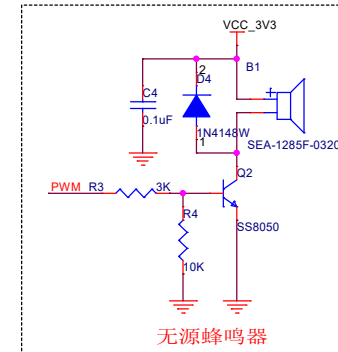 VCC_3V3
2
D4
B1
C4
0.1uF
1N4148W
1
SEA-1285F-0320
Q2
PWM R3 3K
R4
SS8050
10K
无源蜂鸣器